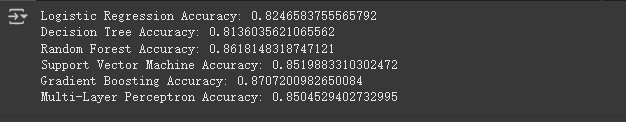 Logistic Regression Accuracy: 0.8246583755565792
Decision Tree Accuracy: 0.8136035621065562
Random Forest Accuracy: 0.8618148318747121
Support Vector Machine Accuracy: 0.8519883310302472
Gradient Boosting Accuracy: 0.8707200982650084
Multi-Layer Perceptron Accuracy: 0.8504529402732995